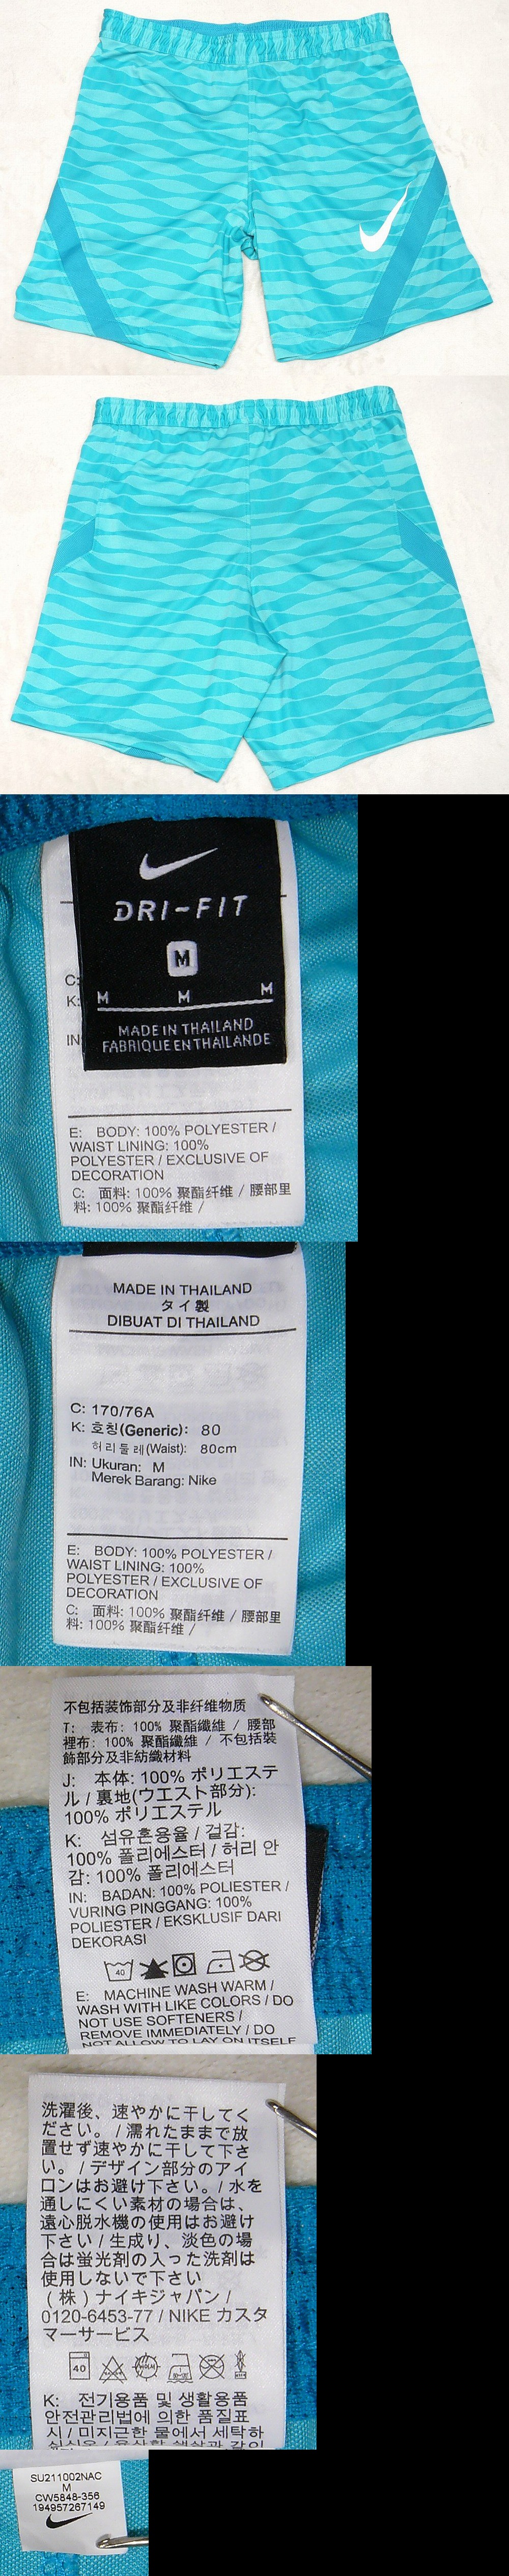 DRI-FIT
M
M M M
MADE IN THAILAND
FABRIQUE EN THAILANDE
C:
K:
IN:
E: BODY: 100% POLYESTER /
WAIST LINING: 100%
POLYESTER / EXCLUSIVE OF
DECORATION
C: 面料: 100% 聚酯纤维 / 腰部里
料: 100% 聚酯纤维 /
MADE IN THAILAND
タイ製
DIBUAT DI THAILAND
C: 170/76A
K: 호칭(Generic): 80
허리둘레(Waist): 80cm
IN: Ukuran: M
Merek Barang: Nike
E: BODY: 100% POLYESTER /
WAIST LINING: 100%
POLYESTER / EXCLUSIVE OF
DECORATION
C: 面料: 100% 聚酯纤维 / 腰部里
料: 100% 聚酯纤维 /
不包括装饰部分及非纤维物质
T: 表布: 100% 聚酯纖維 / 腰部
裡布: 100% 聚酯纖維 / 不包括裝
飾部分及非紡織材料
J: 本体: 100% ポリエステ
ル / 裏地(ウエスト部分):
100% ポリエステル
K: 섬유혼용율 / 겉감:
100% 폴리에스터 / 허리 안
감: 100% 폴리에스터
IN: BADAN: 100% POLIESTER /
VURING PINGGANG: 100%
POLIESTER / EKSKLUSIF DARI
DEKORASI
40
E: MACHINE WASH WARM /
WASH WITH LIKE COLORS / DO
NOT USE SOFTENERS /
REMOVE IMMEDIATELY / DO
NOT ALLOW TO LAY ON ITSELF
洗濯後、速やかに干してく
ださい。/ 濡れたままで放
置せず速やかに干して下さ
い。/ デザイン部分のアイ
ロンはお避け下さい。/ 水を
通しにくい素材の場合は、
遠心脱水機の使用はお避け
下さい / 生成り、淡色の場
合は蛍光剤の入った洗剤は
使用しないで下さい
(株) ナイキジャパン /
0120-6453-77 / NIKE カスタ
マーサービス
40
K: 전기용품 및 생활용품
안전관리법에 의한 품질표
시 / 미지근한 물에서 세탁하
SU211002NAC
M
CW5848-356
194957267149